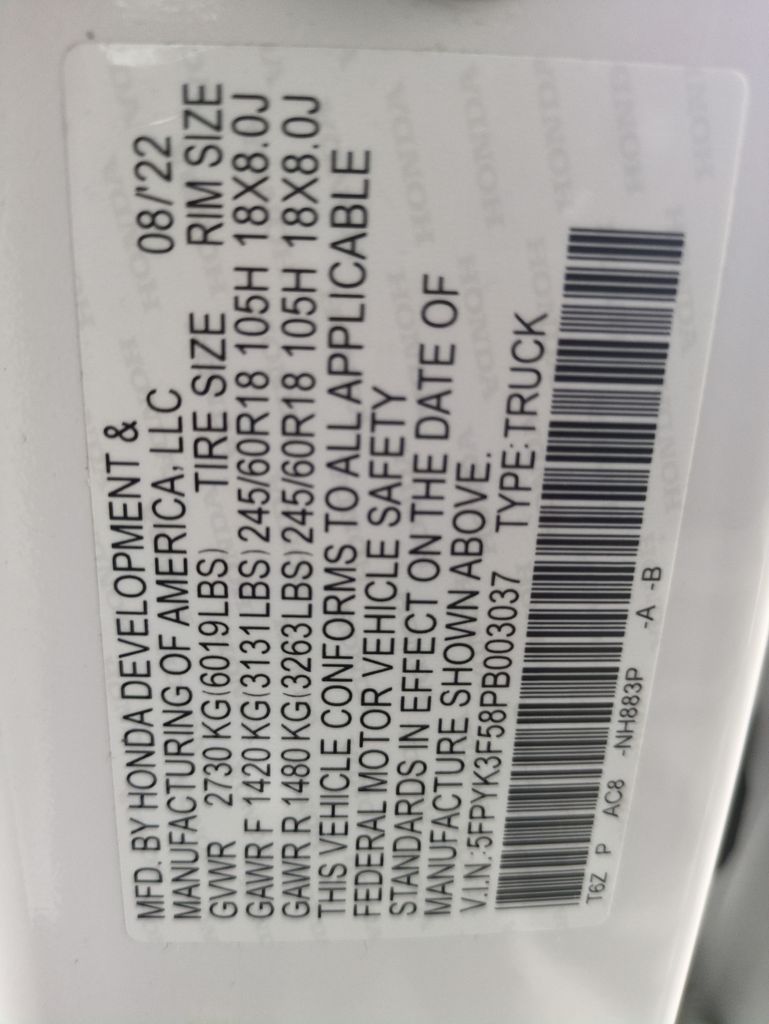 MFD. BY HONDA DEVELOPMENT &
MANUFACTURING OF AMERICA, LLC 08/'22
GVWR 2730 KG(6019LBS) TIRE SIZE RIM SIZE
GAWR F 1420 KG(3131LBS) 245/60R18 105H 18X8.0J
GAWR R 1480 KG(3263LBS) 245/60R18 105H 18X8.0J
THIS VEHICLE CONFORMS TO ALL APPLICABLE
FEDERAL MOTOR VEHICLE SAFETY
STANDARDS IN EFFECT ON THE DATE OF
MANUFACTURE SHOWN ABOVE.
V.I.N.:5FPYK3F58PB003037 TYPE:TRUCK
T6Z P AC8 -NH883P -A -B